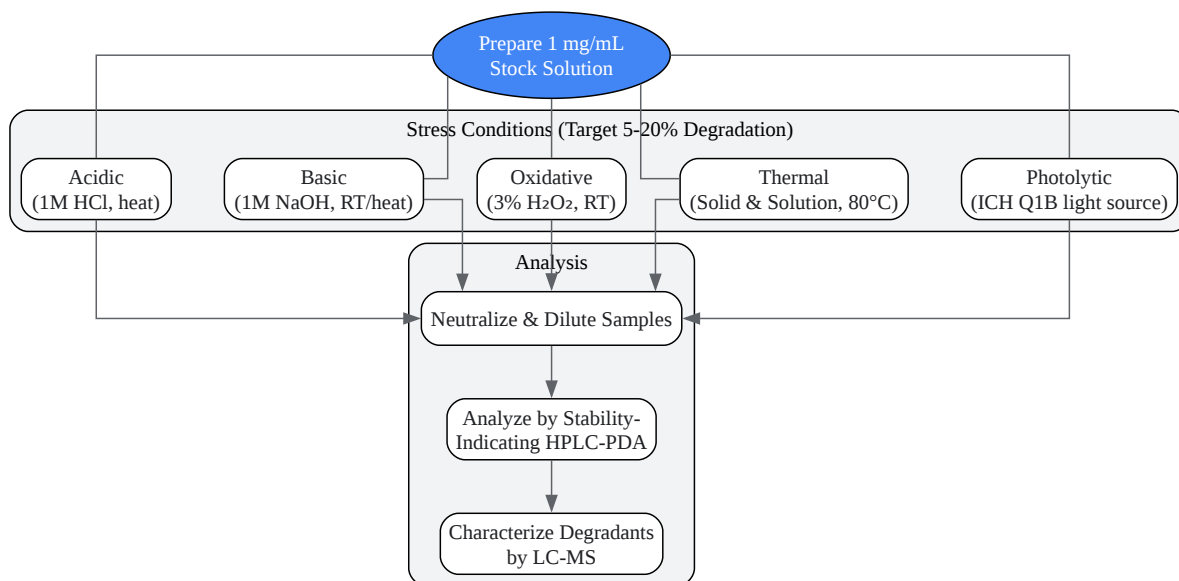 Prepare 1 mg/mL
Stock Solution
Stress Conditions (Target 5-20% Degradation)
Acidic
(1M HCl, heat)
Basic
(1M NaOH, RT/heat)
Oxidative
(3% H₂O₂, RT)
Thermal
(Solid & Solution, 80°C)
Photolytic
(ICH Q1B light source)
Analysis
Neutralize & Dilute Samples
Analyze by Stability-
Indicating HPLC-PDA
Characterize Degradants
by LC-MS